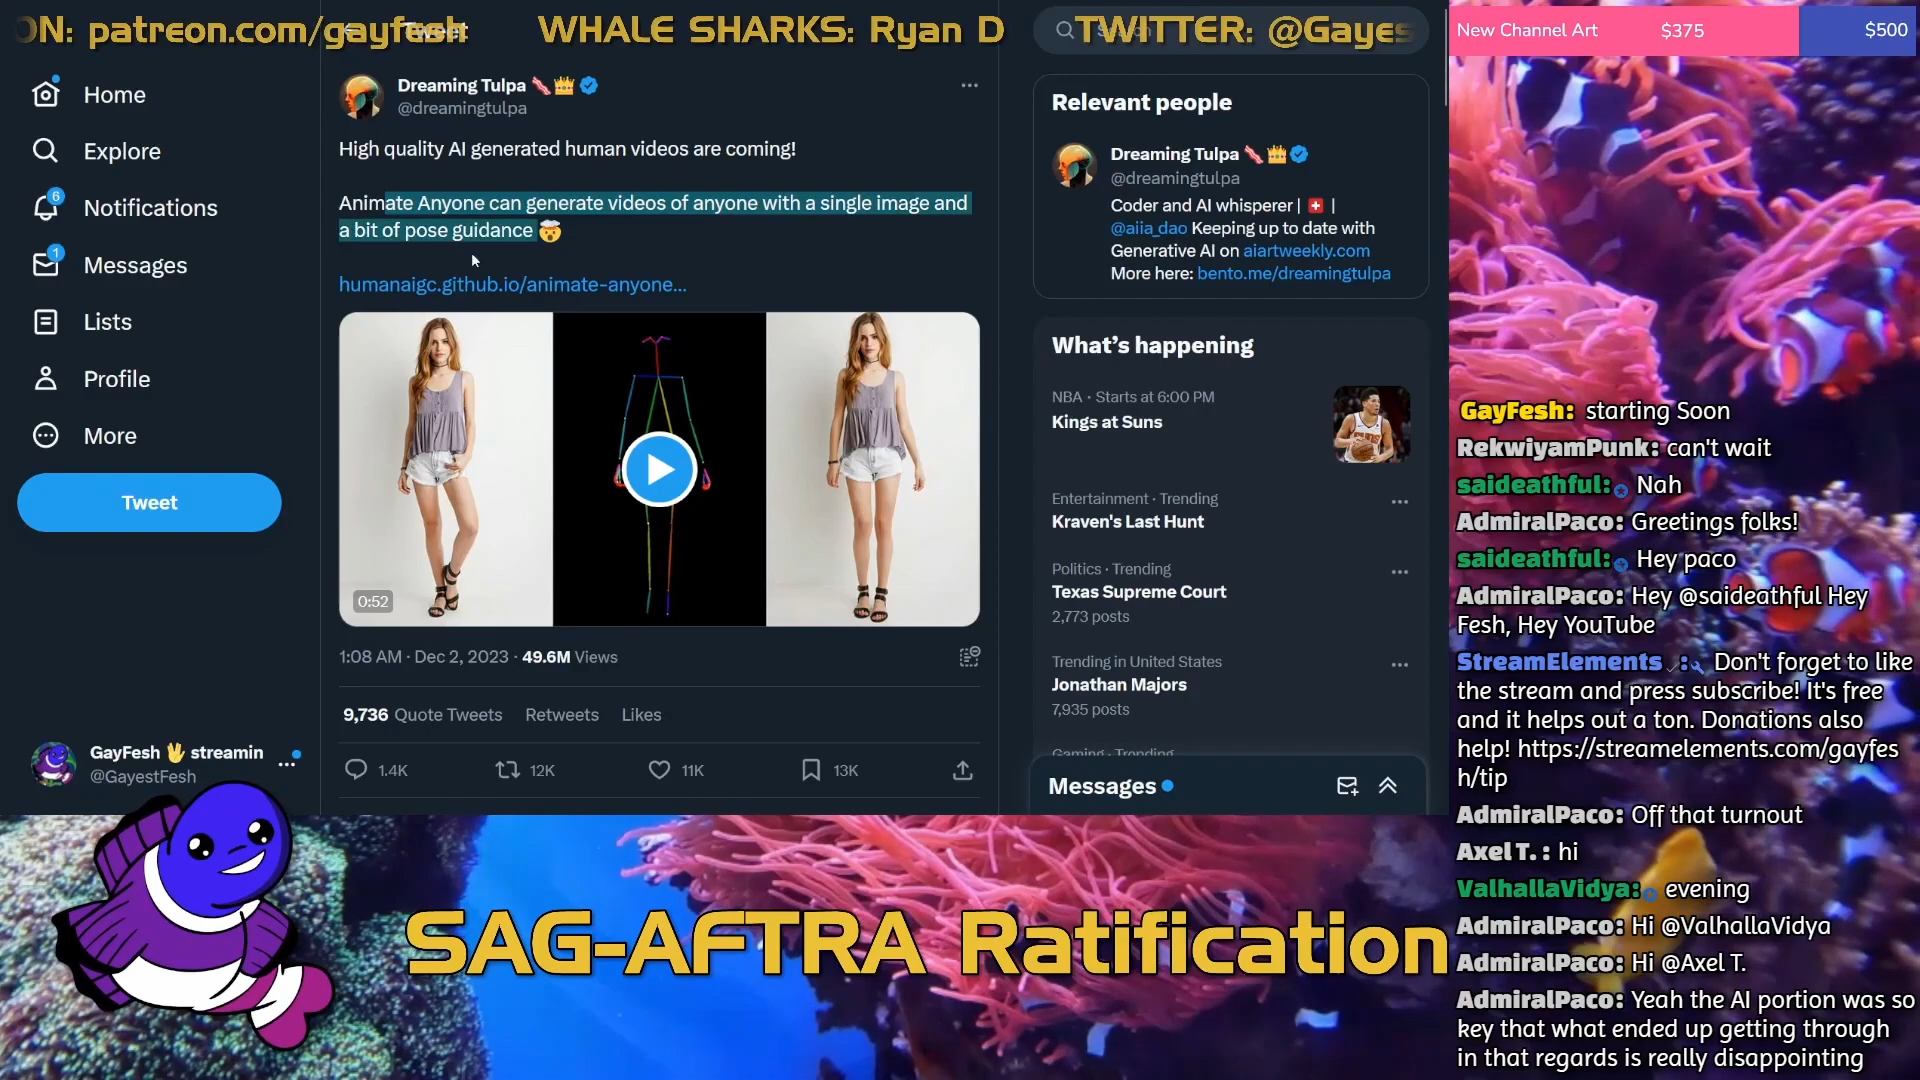 ON: patreon.com/gayfesh WHALE SHARKS: Ryan D TWITTER: @Gayes
Tweet
Home
Explore
6
Notifications
1
Messages
Lists
Profile
More
Tweet
GayFesh 🖖 streamin
@GayestFesh
Dreaming Tulpa 🥓👑
@dreamingtulpa
High quality AI generated human videos are coming!
Animate Anyone can generate videos of anyone with a single image and
a bit of pose guidance 🤯
humanaigc.github.io/animate-anyone...
0:52
1:08 AM · Dec 2, 2023 · 49.6M Views
9,736 Quote Tweets Retweets Likes
1.4K 12K 11K 13K
Relevant people
Dreaming Tulpa 🥓👑
@dreamingtulpa
Coder and AI whisperer | 🇨🇭 |
@aiia_dao Keeping up to date with
Generative AI on aiartweekly.com
More here: bento.me/dreamingtulpa
What's happening
NBA · Starts at 6:00 PM
Kings at Suns
Entertainment · Trending
Kraven's Last Hunt
Politics · Trending
Texas Supreme Court
2,773 posts
Trending in United States
Jonathan Majors
7,935 posts
Gaming · Trending
Messages
New Channel Art $375 $500
GayFesh: starting Soon
RekwiyamPunk: can't wait
saideathful: Nah
AdmiralPaco: Greetings folks!
saideathful: Hey paco
AdmiralPaco: Hey @saideathful Hey
Fesh, Hey YouTube
StreamElements: Don't forget to like
the stream and press subscribe! It's free
and it helps out a ton. Donations also
help! https://streamelements.com/gayfes
h/tip
AdmiralPaco: Off that turnout
Axel T. : hi
ValhallaVidya: evening
AdmiralPaco: Hi @ValhallaVidya
AdmiralPaco: Hi @Axel T.
AdmiralPaco: Yeah the AI portion was so
key that what ended up getting through
in that regards is really disappointing
SAG-AFTRA Ratification